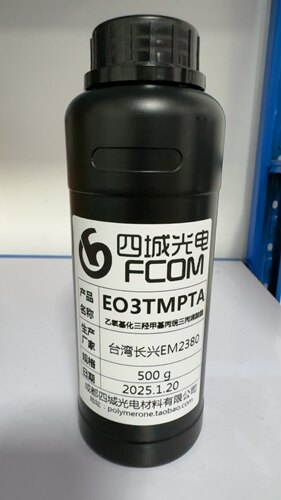 四城光电
FCOM
产品名称 EO3TMPTA
乙氧基化三羟甲基丙烷三丙烯酸酯
生产厂家 台湾长兴EM2380
规格 500 g
日期 2025.1.20
成都四城光电材料有限公司
地址：polymerone.taobao.com